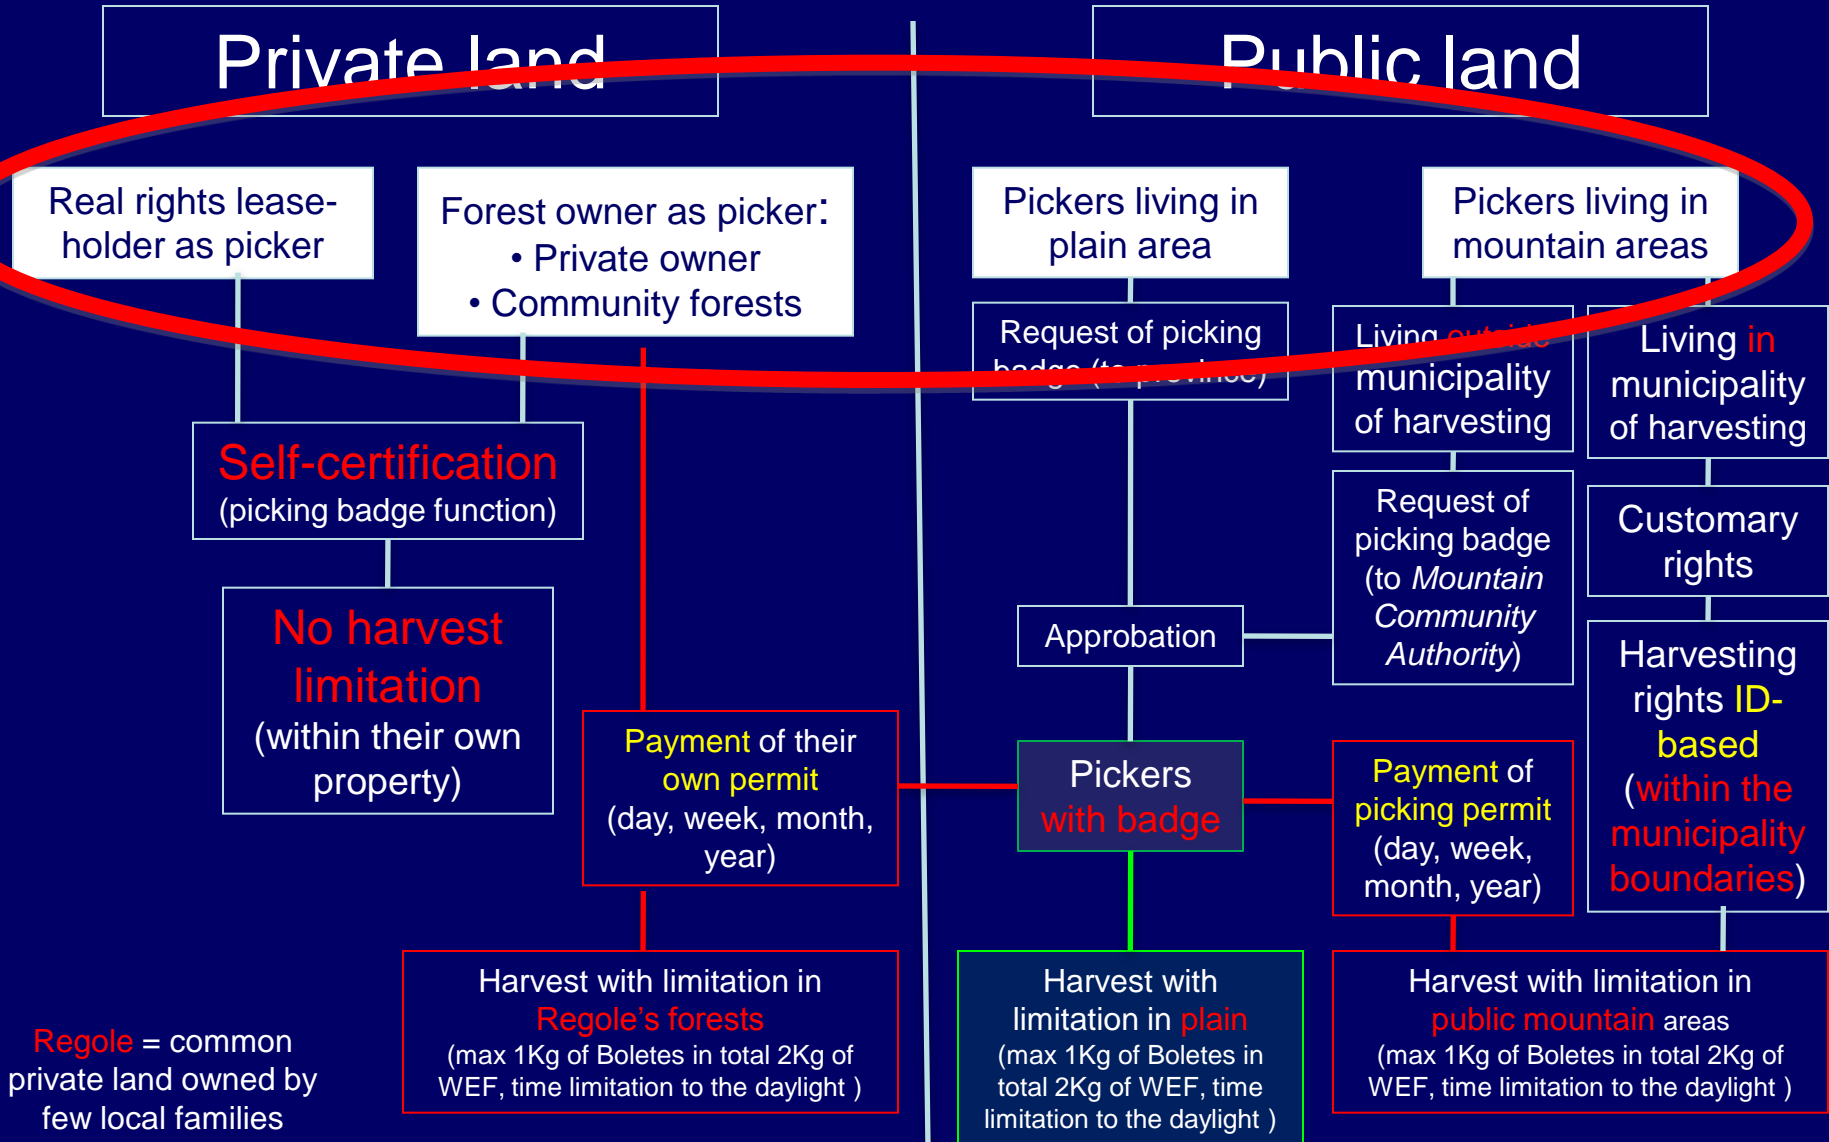 Private land
Public land
Real rights lease-
holder as picker
Forest owner as picker:
• Private owner
• Community forests
Pickers living in
plain area
Pickers living in
mountain areas
Request of picking
badge (to province)
Living outside
municipality
of harvesting
Living in
municipality
of harvesting
Self-certification
(picking badge function)
Request of
picking badge
(to Mountain
Community
Authority)
Customary
rights
No harvest
limitation
(within their own
property)
Approbation
Harvesting
rights ID-
based
(within the
municipality
boundaries)
Payment of their
own permit
(day, week, month,
year)
Pickers
with badge
Payment of
picking permit
(day, week,
month, year)
Harvest with limitation in
Regole's forests
(max 1Kg of Boletes in total 2Kg of
WEF, time limitation to the daylight )
Harvest with
limitation in plain
(max 1Kg of Boletes in
total 2Kg of WEF, time
limitation to the daylight )
Harvest with limitation in
public mountain areas
(max 1Kg of Boletes in total 2Kg of
WEF, time limitation to the daylight )
Regole = common
private land owned by
few local families